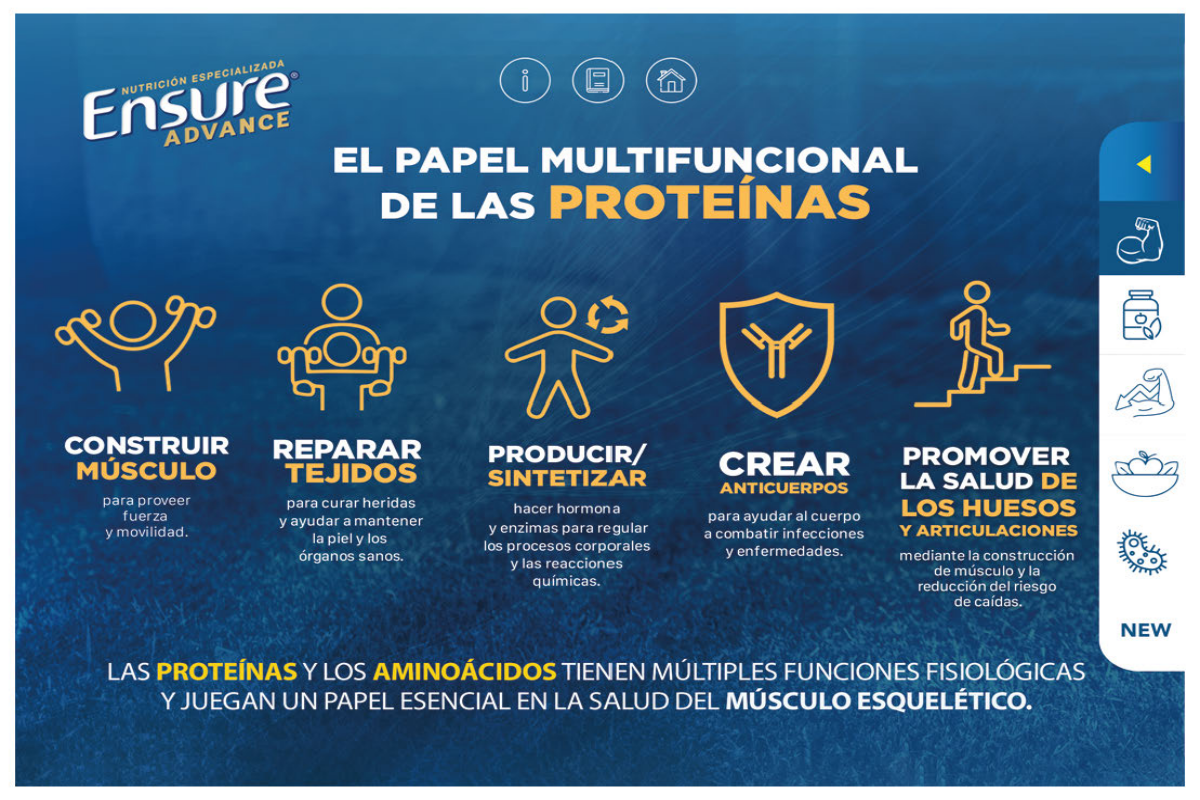 NUTRICIÓN ESPECIALIZADA
Ensure®
ADVANCE
EL PAPEL MULTIFUNCIONAL
DE LAS PROTEÍNAS
CONSTRUIR
MÚSCULO
para proveer
fuerza
y movilidad.
REPARAR
TEJIDOS
para curar heridas
y ayudar a mantener
la piel y los
órganos sanos.
PRODUCIR/
SINTETIZAR
hacer hormona
y enzimas para regular
los procesos corporales
y las reacciones
químicas.
CREAR
ANTICUERPOS
para ayudar al cuerpo
a combatir infecciones
y enfermedades.
PROMOVER
LA SALUD DE
LOS HUESOS
Y ARTICULACIONES
mediante la construcción
de músculo y la
reducción del riesgo
de caídas.
NEW
LAS PROTEÍNAS Y LOS AMINOÁCIDOS TIENEN MÚLTIPLES FUNCIONES FISIOLÓGICAS
Y JUEGAN UN PAPEL ESENCIAL EN LA SALUD DEL MÚSCULO ESQUELÉTICO.